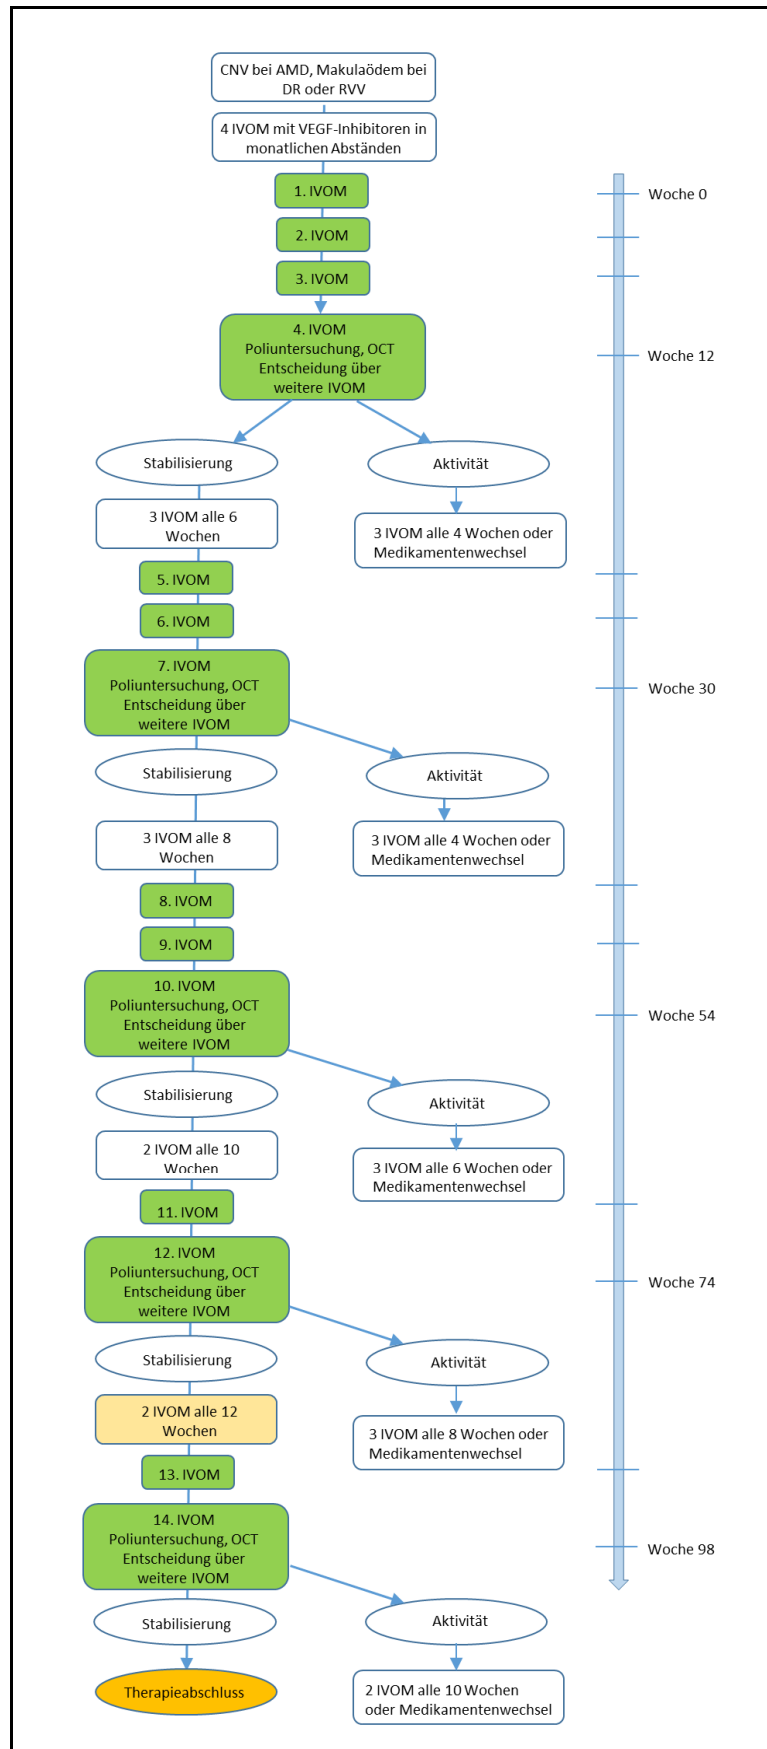 CNV bei AMD, Makulaödem bei
DR oder RVV
4 IVOM mit VEGF-Inhibitoren in
monatlichen Abständen
1. IVOM
Woche 0
2. IVOM
3. IVOM
4. IVOM
Poliuntersuchung, OCT
Entscheidung über
weitere IVOM
Woche 12
Stabilisierung
Aktivität
3 IVOM alle 6
Wochen
3 IVOM alle 4 Wochen oder
Medikamentenwechsel
5. IVOM
6. IVOM
7. IVOM
Poliuntersuchung, OCT
Entscheidung über
weitere IVOM
Woche 30
Stabilisierung
Aktivität
3 IVOM alle 8
Wochen
3 IVOM alle 4 Wochen oder
Medikamentenwechsel
8. IVOM
9. IVOM
10. IVOM
Poliuntersuchung, OCT
Entscheidung über
weitere IVOM
Woche 54
Stabilisierung
Aktivität
2 IVOM alle 10
Wochen
3 IVOM alle 6 Wochen oder
Medikamentenwechsel
11. IVOM
12. IVOM
Poliuntersuchung, OCT
Entscheidung über
weitere IVOM
Woche 74
Stabilisierung
Aktivität
2 IVOM alle 12
Wochen
3 IVOM alle 8 Wochen oder
Medikamentenwechsel
13. IVOM
14. IVOM
Poliuntersuchung, OCT
Entscheidung über
weitere IVOM
Woche 98
Stabilisierung
Aktivität
Therapieabschluss
2 IVOM alle 10 Wochen
oder Medikamentenwechsel